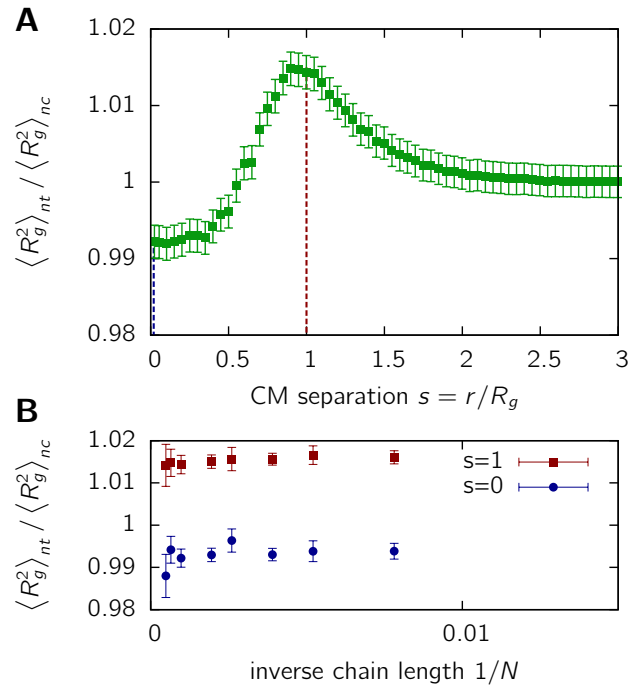 A
1.02
1.01
1
0.99
0.98
⟨R_g^2⟩_nt / ⟨R_g^2⟩_nc
0 0.5 1 1.5 2 2.5 3
CM separation s = r/R_g
B
1.02
1.01
1
0.99
0.98
⟨R_g^2⟩_nt / ⟨R_g^2⟩_nc
s=1
s=0
0 0.01
inverse chain length 1/N